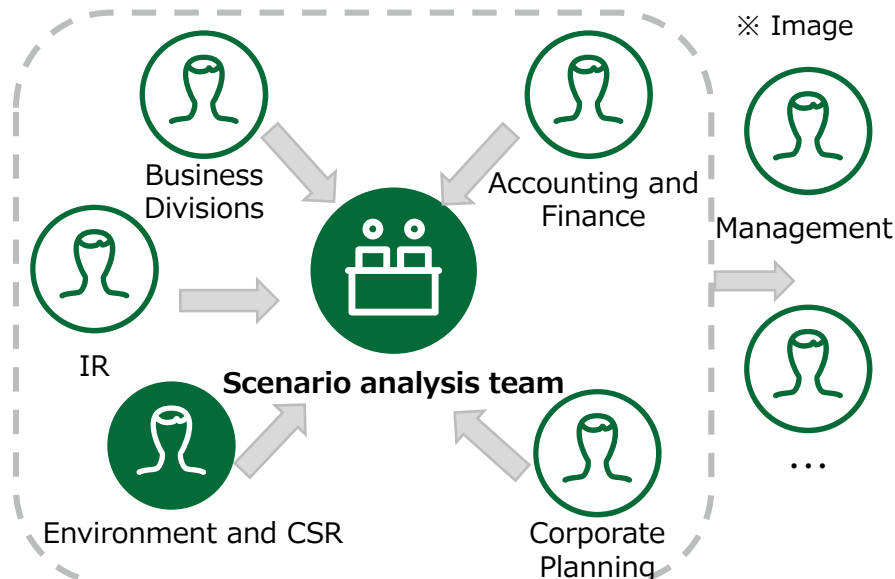 ※ Image
Business
Divisions
Accounting and
Finance
Management
IR
Scenario analysis team
Environment and CSR
Corporate
Planning
…